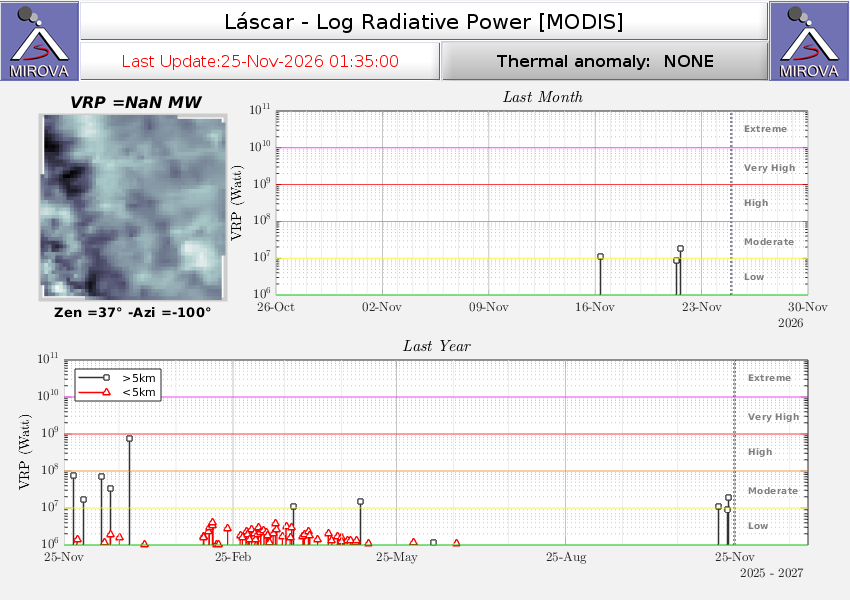 Láscar - Log Radiative Power [MODIS]
MIROVA
Last Update:25-Nov-2026 01:35:00
Thermal anomaly: NONE
MIROVA
VRP =NaN MW
Zen =37° -Azi =-100°
Last Month
VRP (Watt)
10^11
10^10
10^9
10^8
10^7
10^6
Extreme
Very High
High
Moderate
Low
26-Oct 02-Nov 09-Nov 16-Nov 23-Nov 30-Nov
2026
Last Year
VRP (Watt)
10^11
10^10
10^9
10^8
10^7
10^6
>5km
<5km
Extreme
Very High
High
Moderate
Low
25-Nov 25-Feb 25-May 25-Aug 25-Nov
2025 - 2027